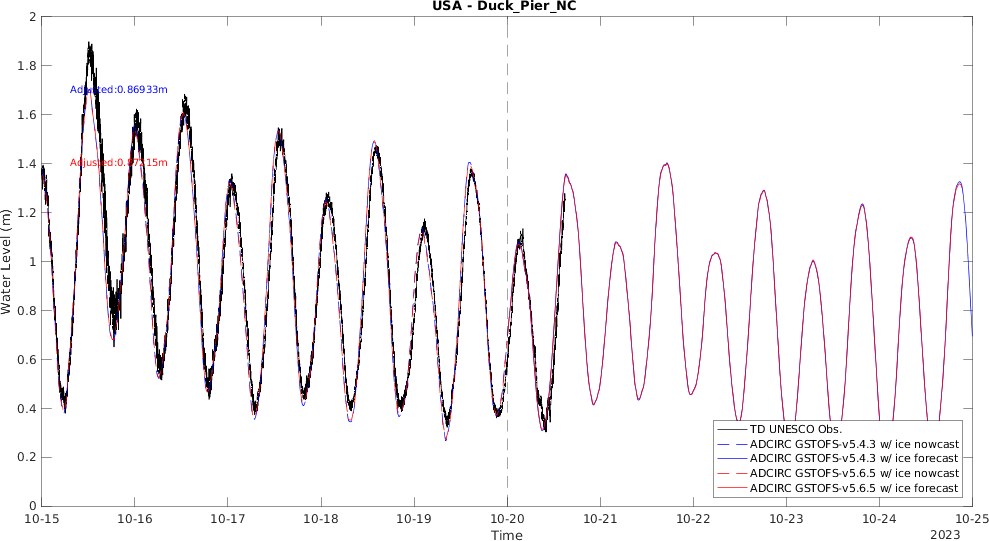 USA - Duck_Pier_NC
2
1.8
1.6
1.4
1.2
1
0.8
0.6
0.4
0.2
0
Water Level (m)
Adjusted:0.86933m
Adjusted:0.87215m
TD UNESCO Obs.
ADCIRC GSTOFS-v5.4.3 w/ ice nowcast
ADCIRC GSTOFS-v5.4.3 w/ ice forecast
ADCIRC GSTOFS-v5.6.5 w/ ice nowcast
ADCIRC GSTOFS-v5.6.5 w/ ice forecast
10-15 10-16 10-17 10-18 10-19 10-20 10-21 10-22 10-23 10-24 10-25
Time
2023